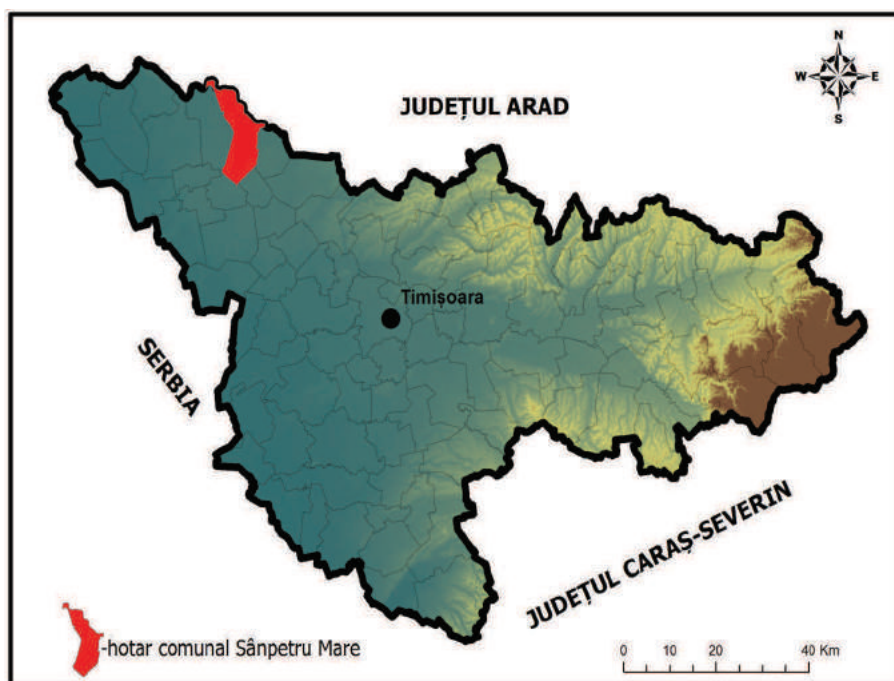 N
W E
S
JUDEȚUL ARAD
Timișoara
SERBIA
JUDEȚUL CARAȘ-SEVERIN
-hotar comunal Sânpetru Mare
0 10 20 40 Km